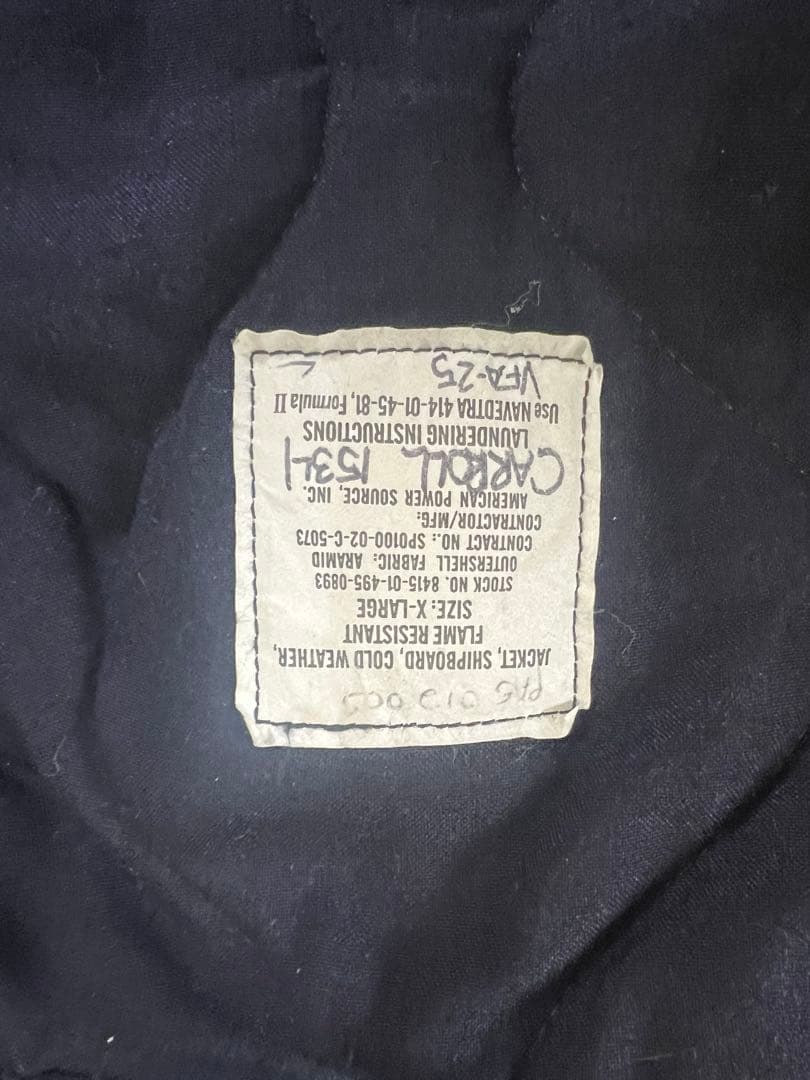 JACKET, SHIPBOARD, COLD WEATHER,
FLAME RESISTANT
SIZE: X-LARGE
STOCK NO. 8415-01-495-0893
OUTERSHELL FABRIC: ARAMID
CONTRACT NO.: SP0100-02-C-5073
CONTRACTOR/MFG:
AMERICAN POWER SOURCE, INC.
CARROLL 1531-1
LAUNDERING INSTRUCTIONS
Use NAVEDTRA 414-01-45-81, Formula II
VFA-25